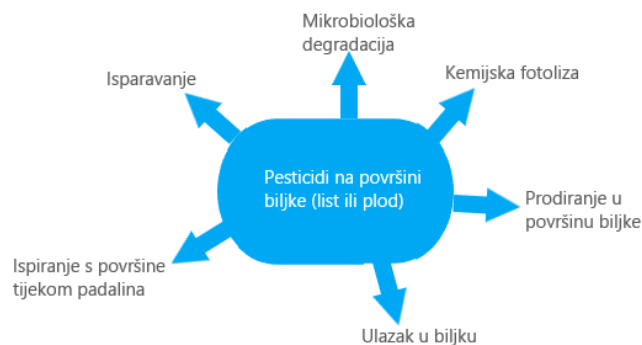 Mikrobiološka
degradacija
Isparavanje
Kemijska fotoliza
Pesticidi na površini
biljke (list ili plod)
Prodiranje u
površinu biljke
Ispiranje s površine
tijekom padalina
Ulazak u biljku